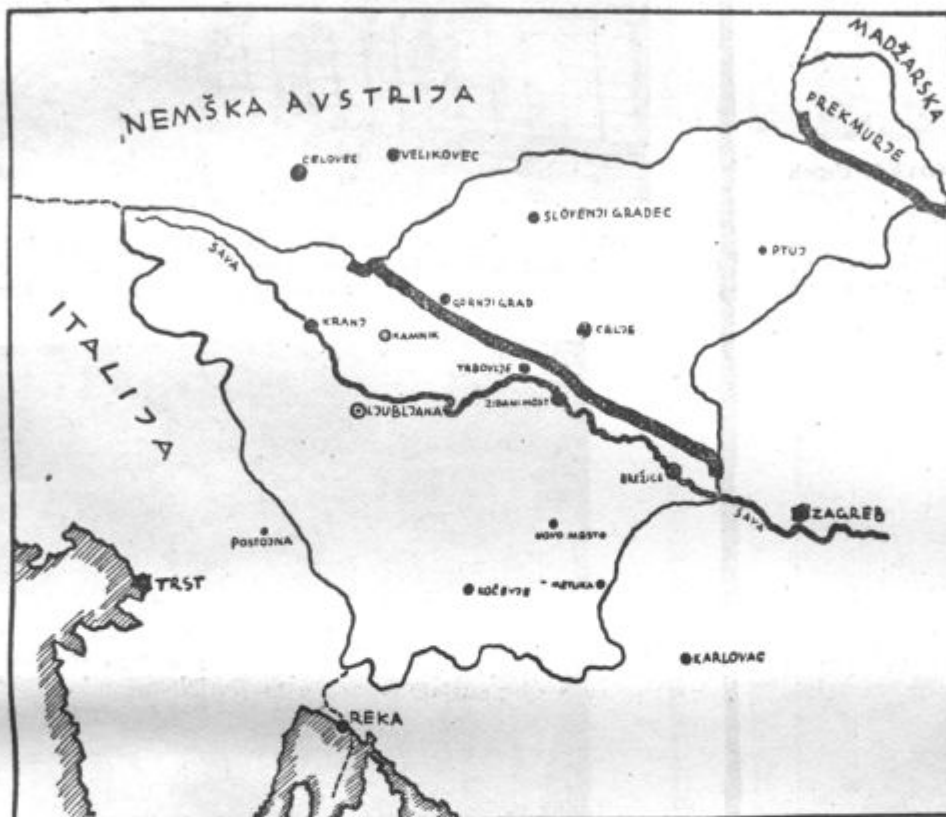 MADŽARSKA
NEMŠKA AVSTRIJA
PREKMURJE
CELOVEC
VELIKOVEC
SLOVENJI GRADEC
PTUJ
SAVA
GORNJI GRAD
KRANJ
KAMNIK
CELJE
ITALIJA
TRBOVLJE
ZIDANI MOST
LJUBLJANA
BREŽICE
SAVA
ZAGREB
POSTOJNA
NOVO MESTO
TRST
KOČEVJE
METLIKA
KARLOVAC
REKA